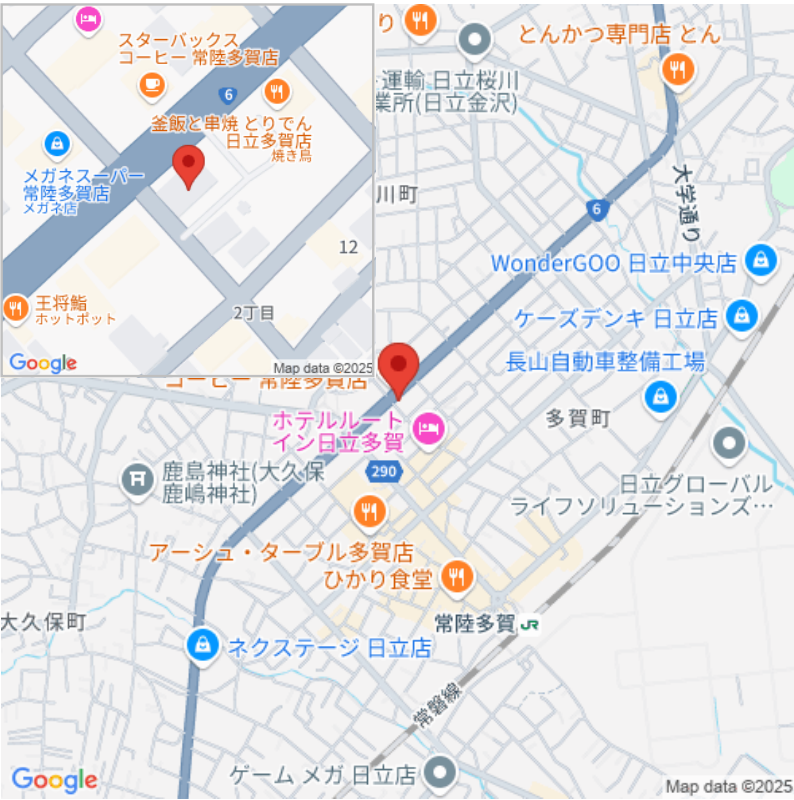 スターバックス
コーヒー 常陸多賀店
6
釜飯と串焼 とりでん
日立多賀店
焼き鳥
メガネスーパー
常陸多賀店
メガネ店
12
王将鮨
ホットポット
2丁目
Google
Map data ©2025
り
とんかつ専門店 とん
運輸 日立桜川
業所(日立金沢)
川町
大学通り
6
WonderGOO 日立中央店
ケーズデンキ 日立店
長山自動車整備工場
コーヒー 常陸多賀店
ホテルルート
イン日立多賀
多賀町
290
鹿島神社(大久保
鹿嶋神社)
日立グローバル
ライフソリューションズ…
アーシュ・ターブル多賀店
ひかり食堂
大久保町
常陸多賀 JR
ネクステージ 日立店
常磐線
ゲーム メガ 日立店
Google
Map data ©2025